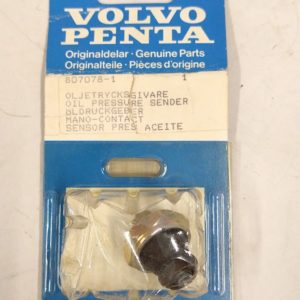 VOLVO
PENTA
Originaldelar · Genuine Parts
Originalteile · Pièces d'origine
807078-1 1
OLJETRYCKSGIVARE
OIL PRESSURE SENDER
ÖLDRUCKGEBER
MANO-CONTACT
SENSOR PRES ACEITE